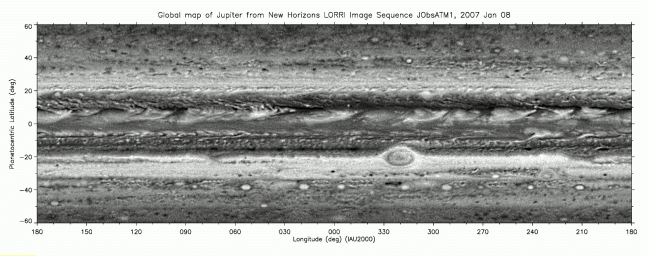 Global map of Jupiter from New Horizons LORRI Image Sequence JObsATM1, 2007 Jan 08
60
40
20
0
−20
−40
−60
Planetocentric Latitude (deg)
180 150 120 090 060 030 000 330 300 270 240 210 180
Longitude (deg) (IAU2000)